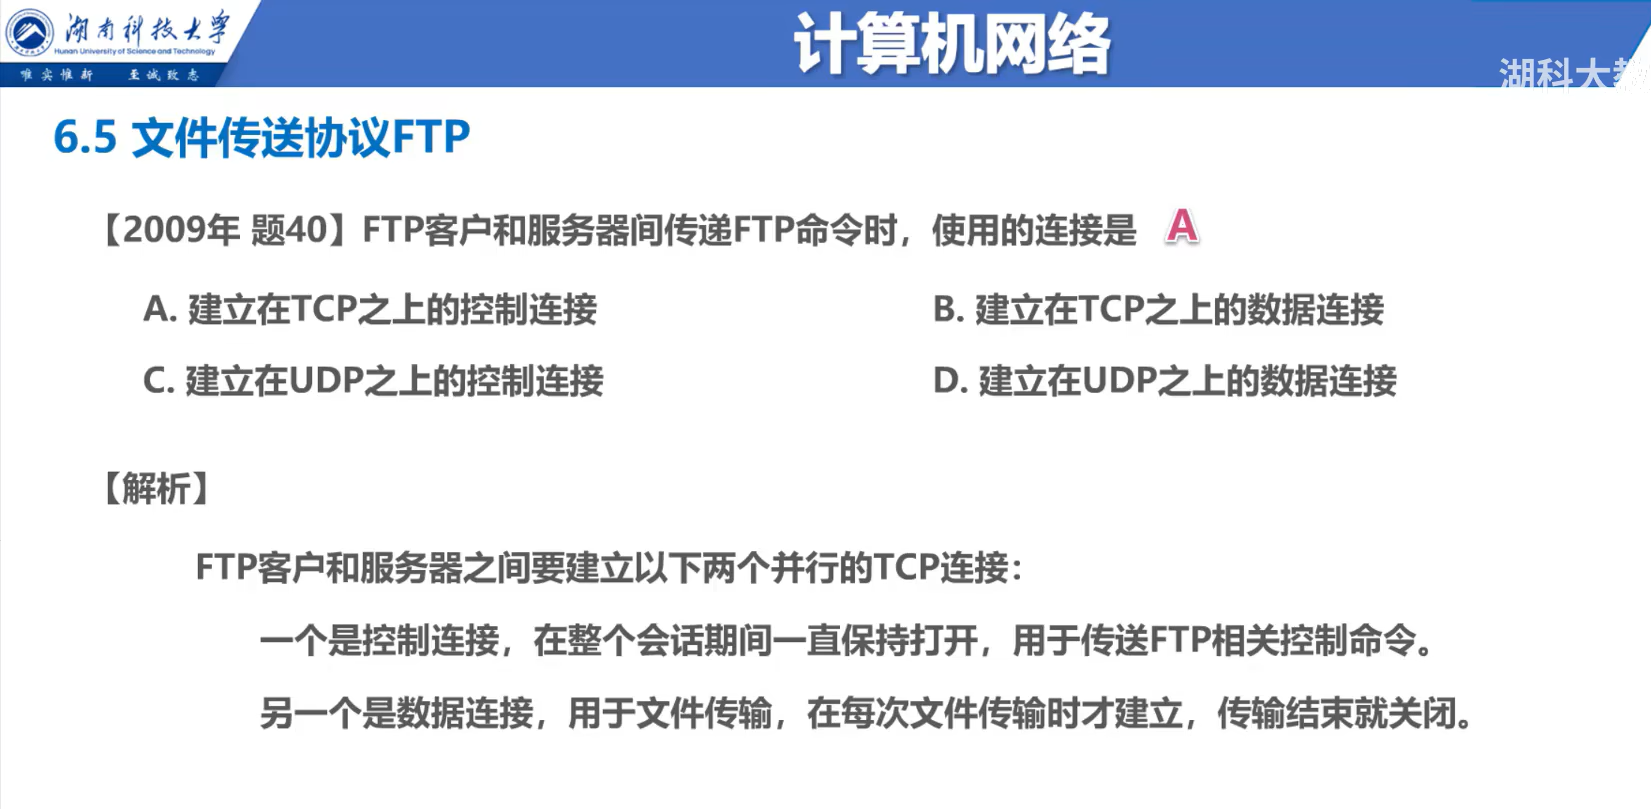 湖南科技大学
Hunan University of Science and Technology
唯实惟新 至诚致志
计算机网络
湖科大教
6.5 文件传送协议FTP
【2009年 题40】FTP客户和服务器间传递FTP命令时，使用的连接是 A
A. 建立在TCP之上的控制连接
B. 建立在TCP之上的数据连接
C. 建立在UDP之上的控制连接
D. 建立在UDP之上的数据连接
【解析】
FTP客户和服务器之间要建立以下两个并行的TCP连接：
一个是控制连接，在整个会话期间一直保持打开，用于传送FTP相关控制命令。
另一个是数据连接，用于文件传输，在每次文件传输时才建立，传输结束就关闭。